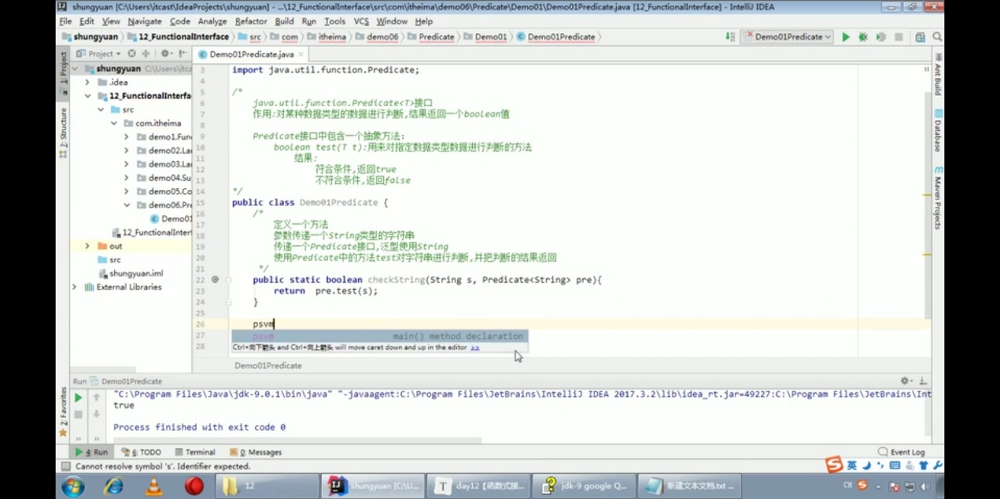 shungyuan [C:\Users\itcast\IdeaProjects\shungyuan] - ...\12_FunctionalInterface\src\com\itheima\demo06\Predicate\Demo01\Demo01Predicate.java [12_FunctionalInterface] - IntelliJ IDEA
File Edit View Navigate Code Analyze Refactor Build Run Tools VCS Window Help
shungyuan 12_FunctionalInterface src com itheima demo06 Predicate Demo01 Demo01Predicate Demo01Predicate
1: Project
Project
Demo01Predicate.java
shungyuan C:\Users\itca
.idea
12_FunctionalInterfa
src
com.itheima
demo1.Fun
demo02.La
demo03.La
demo04.Su
demo05.Co
demo06.Pre
Demo01
12_FunctionalInterf
out
src
shungyuan.iml
External Libraries
7: Structure
2: Favorites
3 import java.util.function.Predicate;
4
5 /*
6 java.util.function.Predicate<T>接口
7 作用:对某种数据类型的数据进行判断,结果返回一个boolean值
8
9 Predicate接口中包含一个抽象方法:
10 boolean test(T t):用来对指定数据类型数据进行判断的方法
11 结果:
12 符合条件,返回true
13 不符合条件,返回false
14 */
15 public class Demo01Predicate {
16 /*
17 定义一个方法
18 参数传递一个String类型的字符串
19 传递一个Predicate接口,泛型使用String
20 使用Predicate中的方法test对字符串进行判断,并把判断的结果返回
21 */
22 @ public static boolean checkString(String s, Predicate<String> pre){
23 return pre.test(s);
24 }
25
26 psvm
27 psvm main() method declaration
28 Ctrl+向下箭头 and Ctrl+向上箭头 will move caret down and up in the editor >>
Demo01Predicate
Ant Build
Database
Maven Projects
Run Demo01Predicate
"C:\Program Files\Java\jdk-9.0.1\bin\java" "-javaagent:C:\Program Files\JetBrains\IntelliJ IDEA 2017.3.2\lib\idea_rt.jar=49227:C:\Program Files\JetBrains\Int
true
Process finished with exit code 0
4: Run 6: TODO Terminal 0: Messages Event Log
Cannot resolve symbol 's'. Identifier expected.
英
12 shungyuan [C:\U... day12【函数式接... jdk-9 google Q... 新建文本文档.txt ... CH